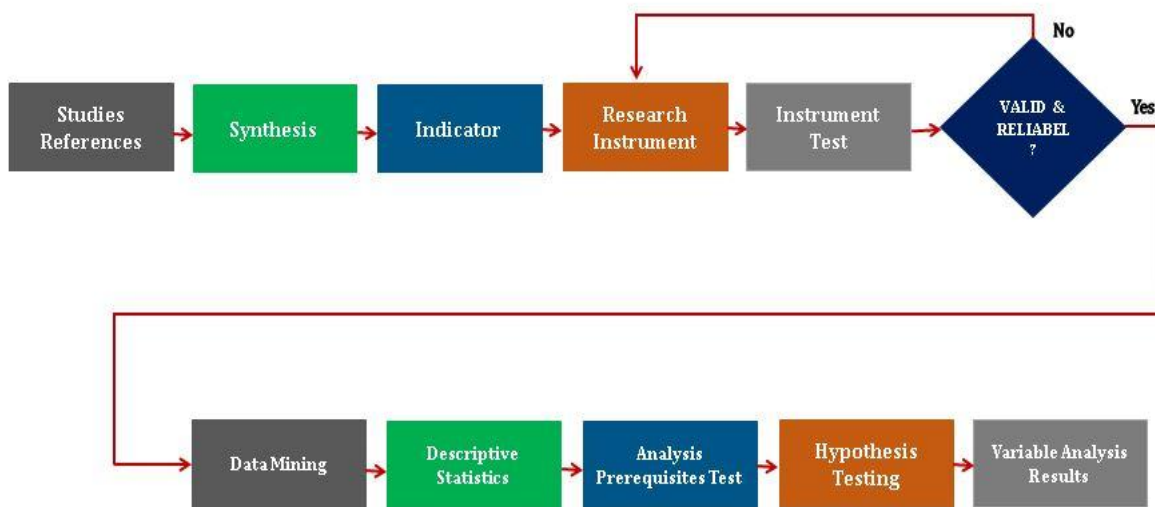 No
Studies
References
Synthesis
Indicator
Research
Instrument
Instrument
Test
VALID &
RELIABEL
?
Yes
Data Mining
Descriptive
Statistics
Analysis
Prerequisites Test
Hypothesis
Testing
Variable Analysis
Results